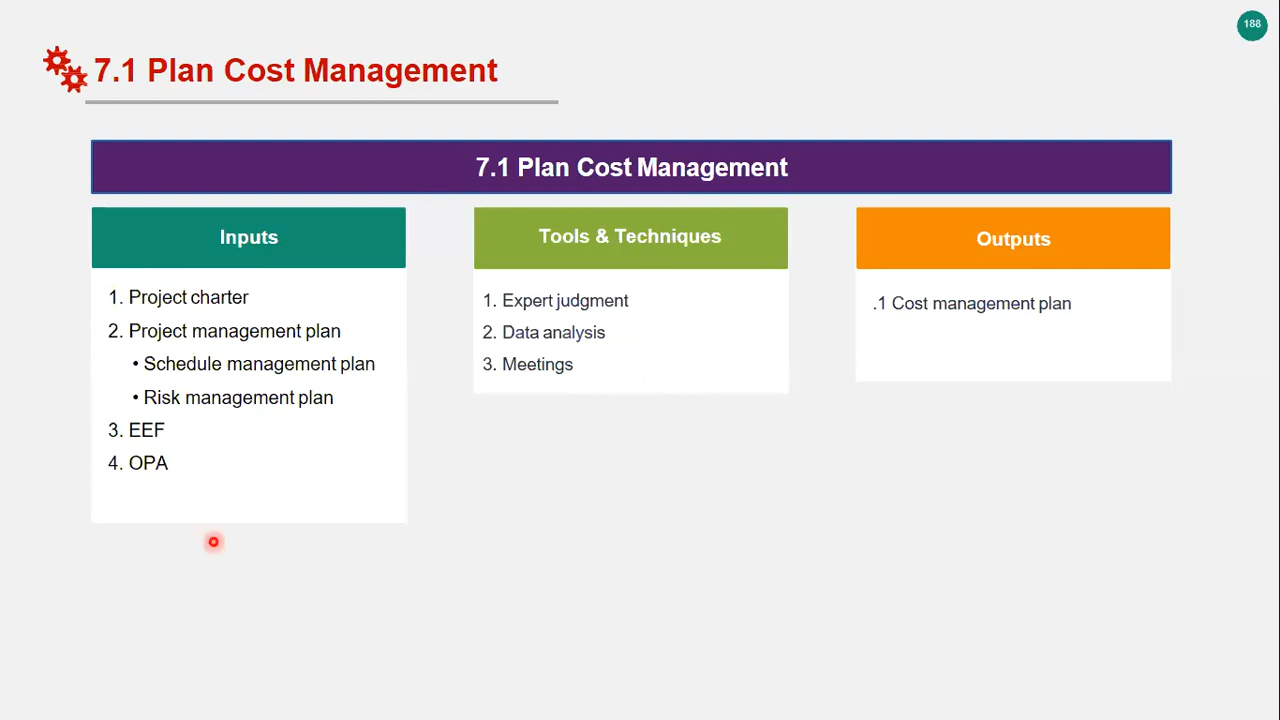 188
7.1 Plan Cost Management
7.1 Plan Cost Management
Inputs
1. Project charter
2. Project management plan
• Schedule management plan
• Risk management plan
3. EEF
4. OPA
Tools & Techniques
1. Expert judgment
2. Data analysis
3. Meetings
Outputs
.1 Cost management plan